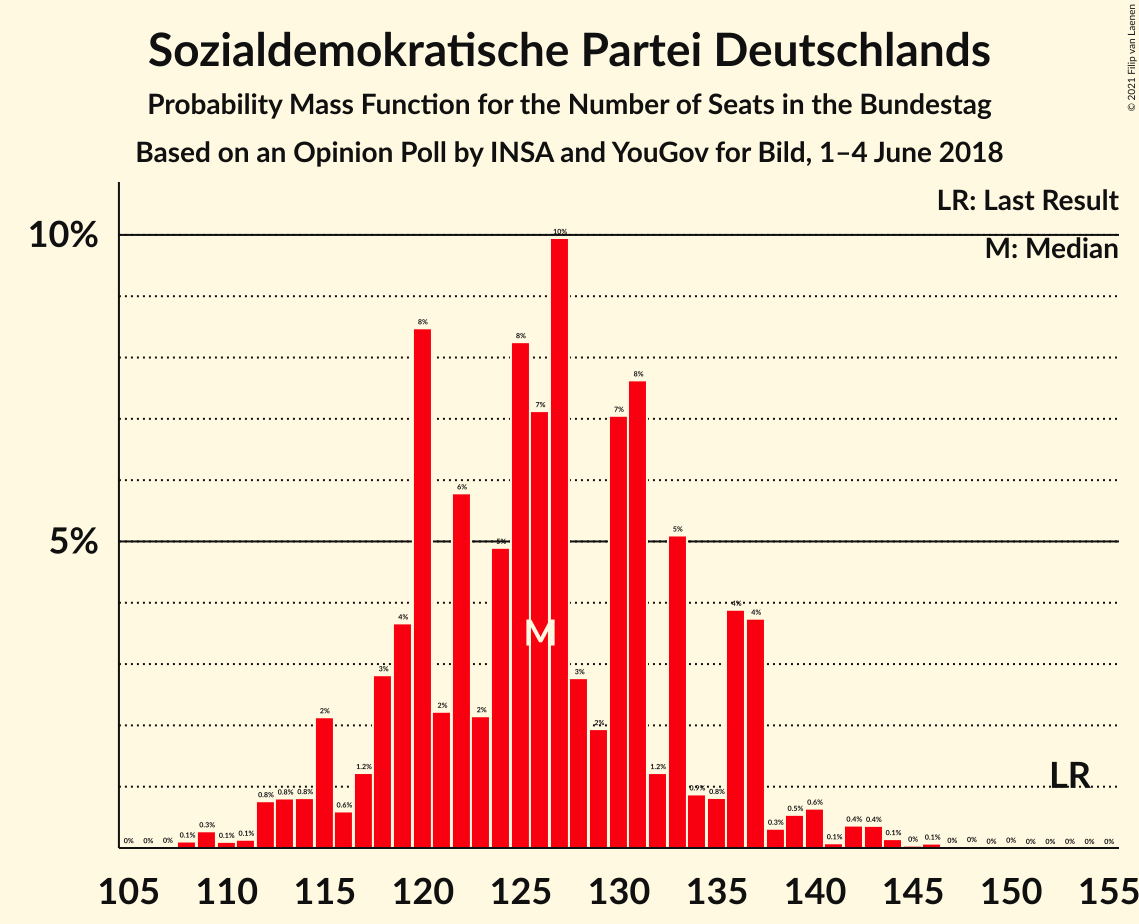 Sozialdemokratische Partei Deutschlands
Probability Mass Function for the Number of Seats in the Bundestag
Based on an Opinion Poll by INSA and YouGov for Bild, 1–4 June 2018
© 2021 Filip van Laenen
LR: Last Result
M: Median
10%
5%
0% 0% 0% 0.1% 0.3% 0.1% 0.1% 0.8% 0.8% 0.8% 2% 0.6% 1.2% 3% 4% 8% 2% 6% 2% 5% 8% 7% 10% 3% 2% 7% 8% 1.2% 5% 0.9% 0.8% 4% 4% 0.3% 0.5% 0.6% 0.1% 0.4% 0.4% 0.1% 0% 0.1% 0% 0% 0% 0% 0% 0% 0% 0% 0%
M
LR
105 110 115 120 125 130 135 140 145 150 155